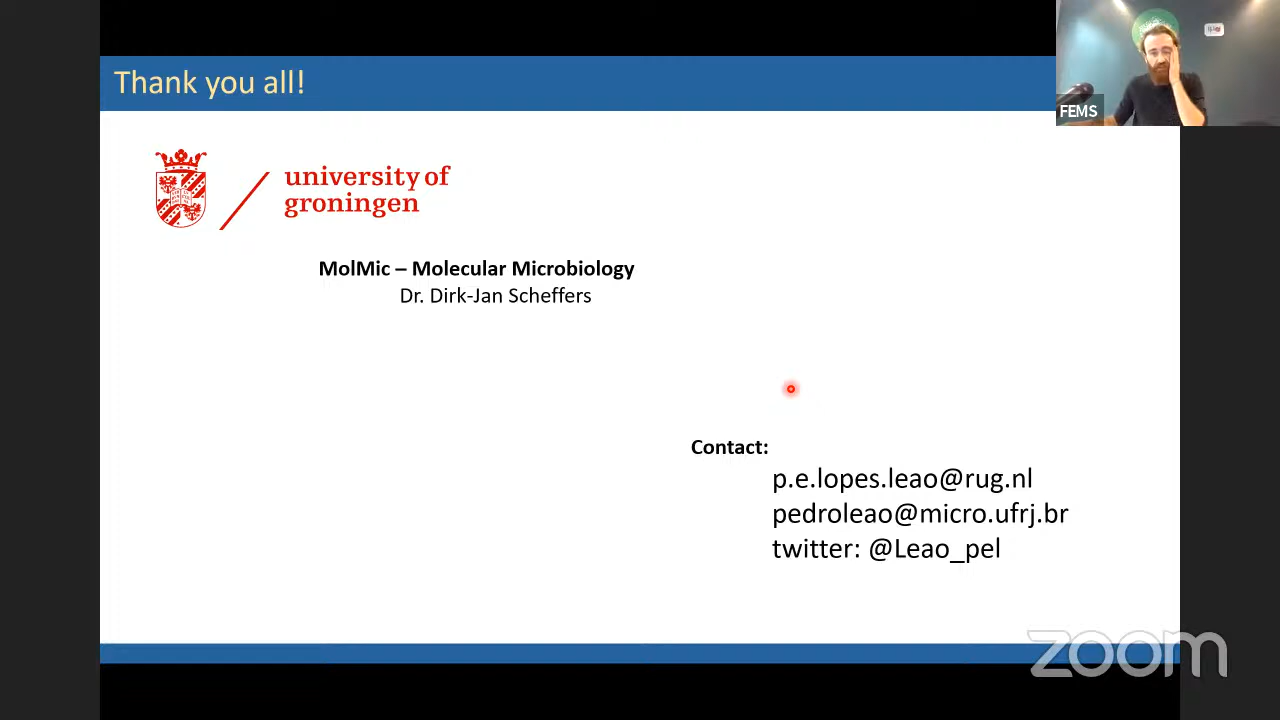 Thank you all!
FEMS
university of
groningen
MolMic – Molecular Microbiology
Dr. Dirk-Jan Scheffers
Contact:
p.e.lopes.leao@rug.nl
pedroleao@micro.ufrj.br
twitter: @Leao_pel
zoom